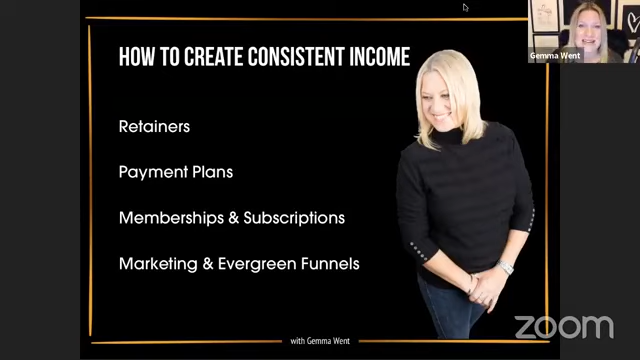 HOW TO CREATE CONSISTENT INCOME
Gemma Went
Retainers
Payment Plans
Memberships & Subscriptions
Marketing & Evergreen Funnels
with Gemma Went
zoom